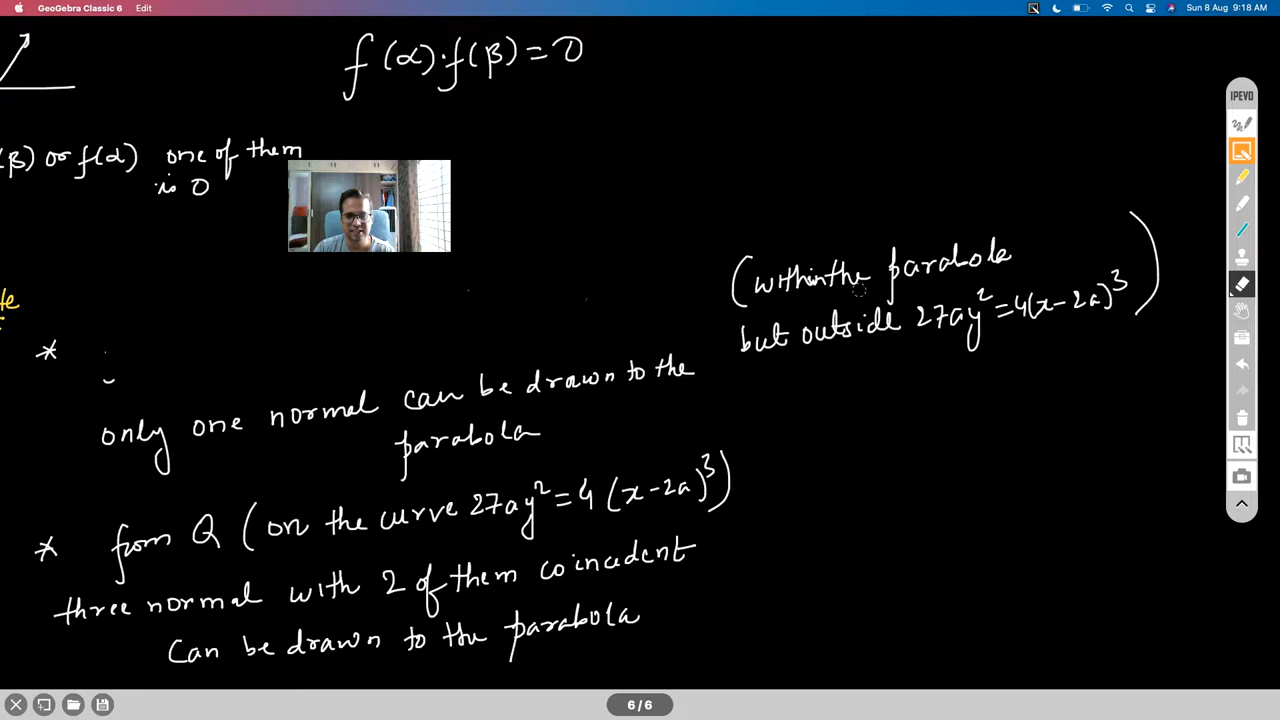 GeoGebra Classic 6 Edit
Sun 8 Aug 9:18 AM
f(α)·f(β)=0
(β) or f(α) one of them
is 0
IPEVO
(within the parabola
but outside 27ay²=4(x-2a)³)
*
only one normal can be drawn to the
parabola
* from Q (on the curve 27ay²=4(x-2a)³)
three normal with 2 of them coincedent
Can be drawn to the parabola
6/6